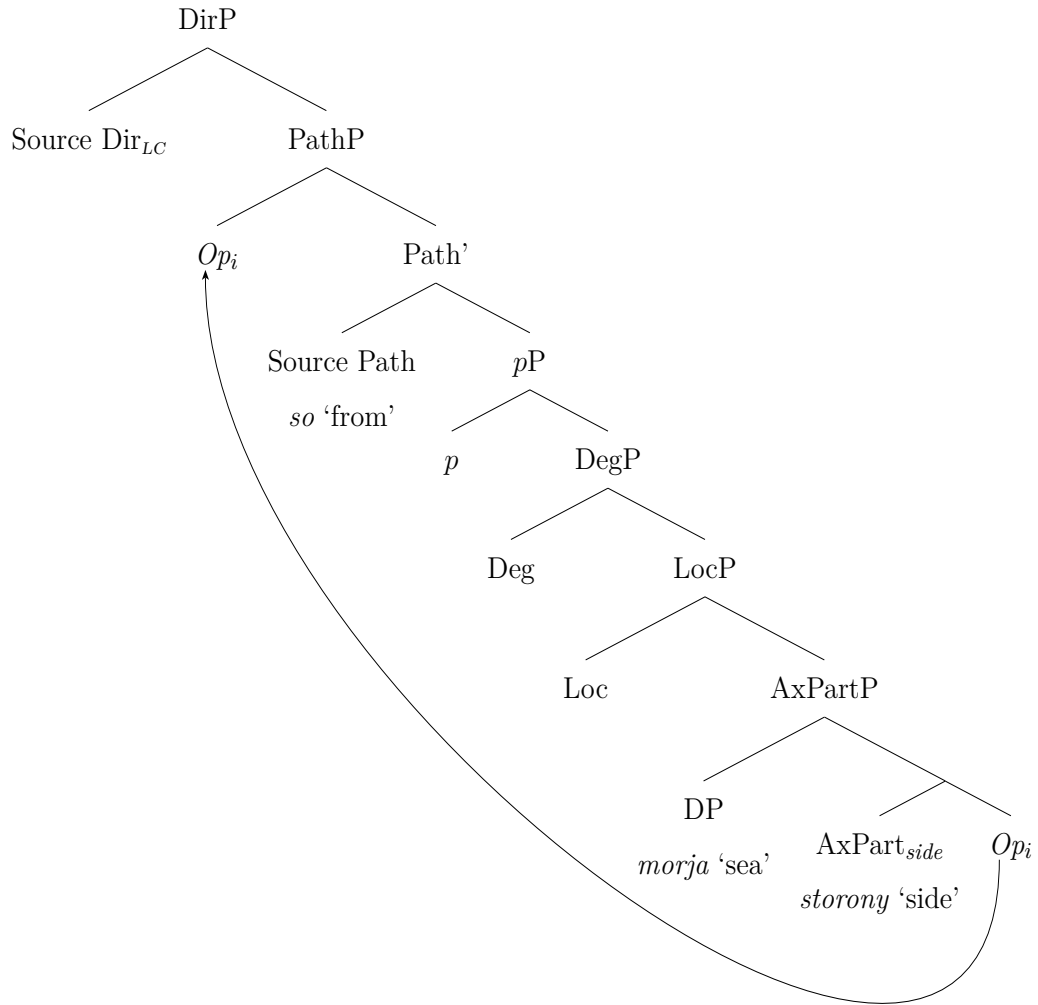 DirP
Source Dir_LC PathP
Op_i Path’
Source Path pP
so ‘from’
p DegP
Deg LocP
Loc AxPartP
DP AxPart_side Op_i
morja ‘sea’ storony ‘side’